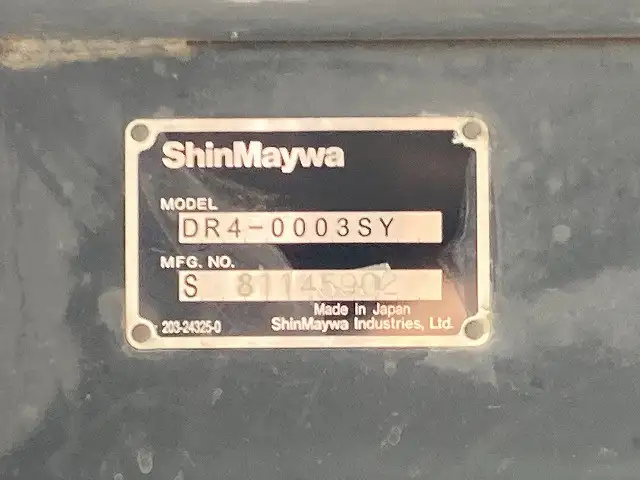 ShinMaywa
MODEL
DR4-0003SY
MFG. NO.
S 81145902
Made in Japan
203-24325-0 ShinMaywa Industries, Ltd.